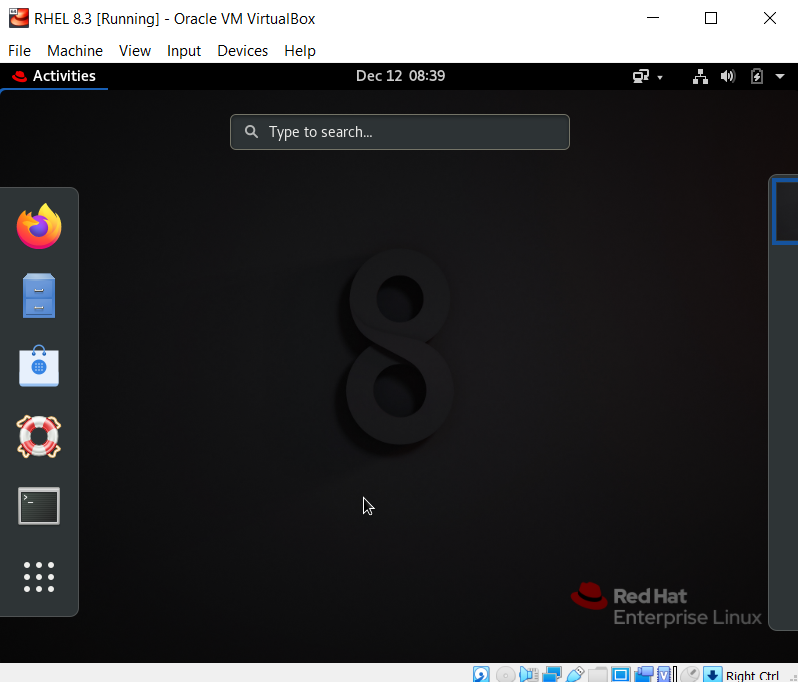 RHEL 8.3 [Running] - Oracle VM VirtualBox
File Machine View Input Devices Help
Activities Dec 12 08:39
Type to search...
8
>_
Red Hat
Enterprise Linux
Right Ctrl